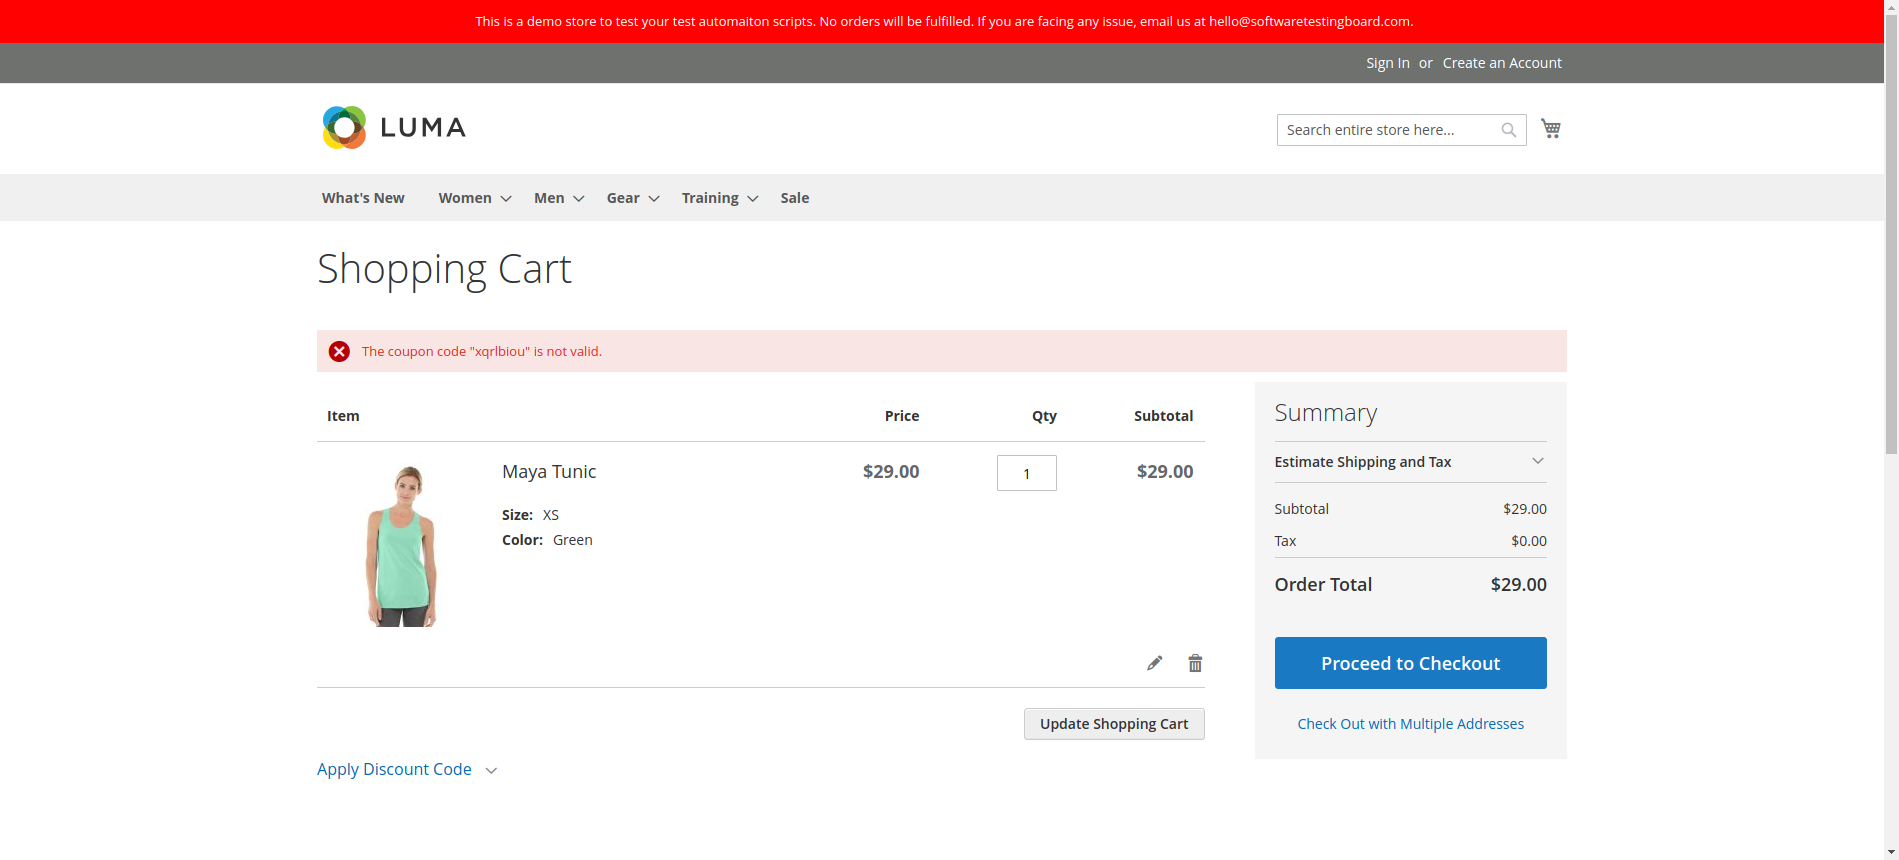 This is a demo store to test your test automaiton scripts. No orders will be fulfilled. If you are facing any issue, email us at hello@softwaretestingboard.com.
Sign In or Create an Account
LUMA
Search entire store here...
What's New Women Men Gear Training Sale
Shopping Cart
The coupon code "xqrlbiou" is not valid.
Item Price Qty Subtotal
Maya Tunic $29.00 1 $29.00
Size: XS
Color: Green
Update Shopping Cart
Apply Discount Code
Summary
Estimate Shipping and Tax
Subtotal $29.00
Tax $0.00
Order Total $29.00
Proceed to Checkout
Check Out with Multiple Addresses